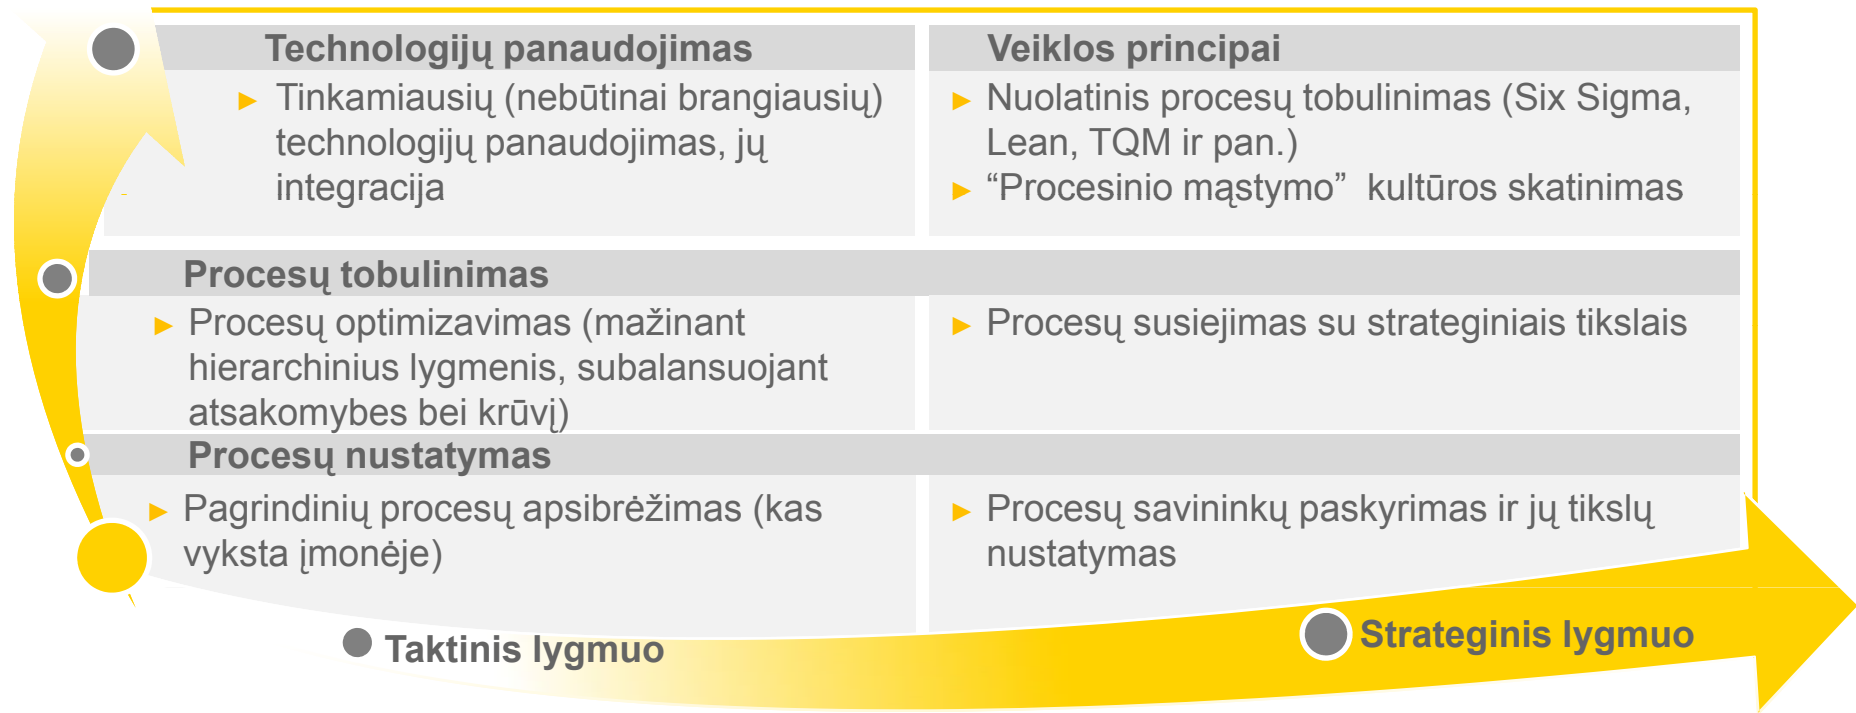 Technologijų panaudojimas
► Tinkamiausių (nebūtinai brangiausių)
technologijų panaudojimas, jų
integracija
Veiklos principai
► Nuolatinis procesų tobulinimas (Six Sigma,
Lean, TQM ir pan.)
► “Procesinio mąstymo” kultūros skatinimas
Procesų tobulinimas
► Procesų optimizavimas (mažinant
hierarchinius lygmenis, subalansuojant
atsakomybes bei krūvį)
► Procesų susiejimas su strateginiais tikslais
Procesų nustatymas
► Pagrindinių procesų apsibrėžimas (kas
vyksta įmonėje)
► Procesų savininkų paskyrimas ir jų tikslų
nustatymas
Taktinis lygmuo
Strateginis lygmuo